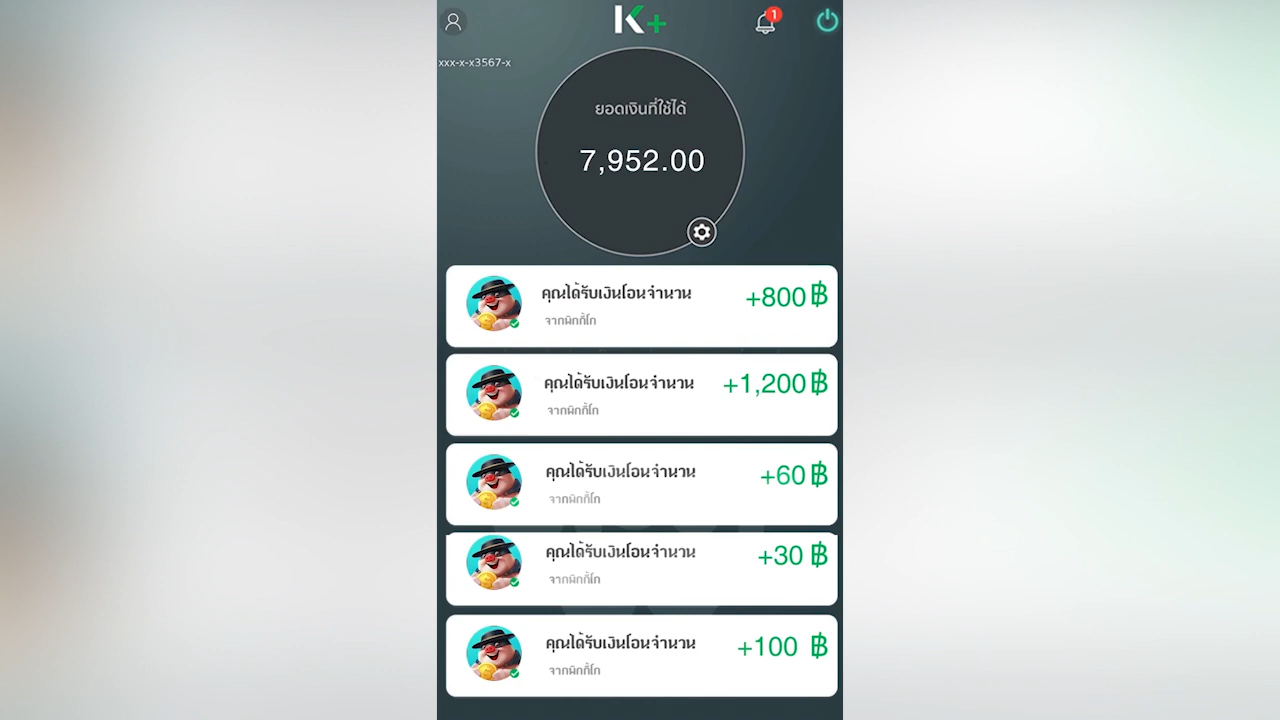 K+
1
xxx-x-x3567-x
ยอดเงินที่ใช้ได้
7,952.00
คุณได้รับเงินโอนจำนวน
+800 ฿
จากพิกกี้โก
คุณได้รับเงินโอนจำนวน
+1,200 ฿
จากพิกกี้โก
คุณได้รับเงินโอนจำนวน
+60 ฿
จากพิกกี้โก
คุณได้รับเงินโอนจำนวน
+30 ฿
จากพิกกี้โก
คุณได้รับเงินโอนจำนวน
+100 ฿
จากพิกกี้โก